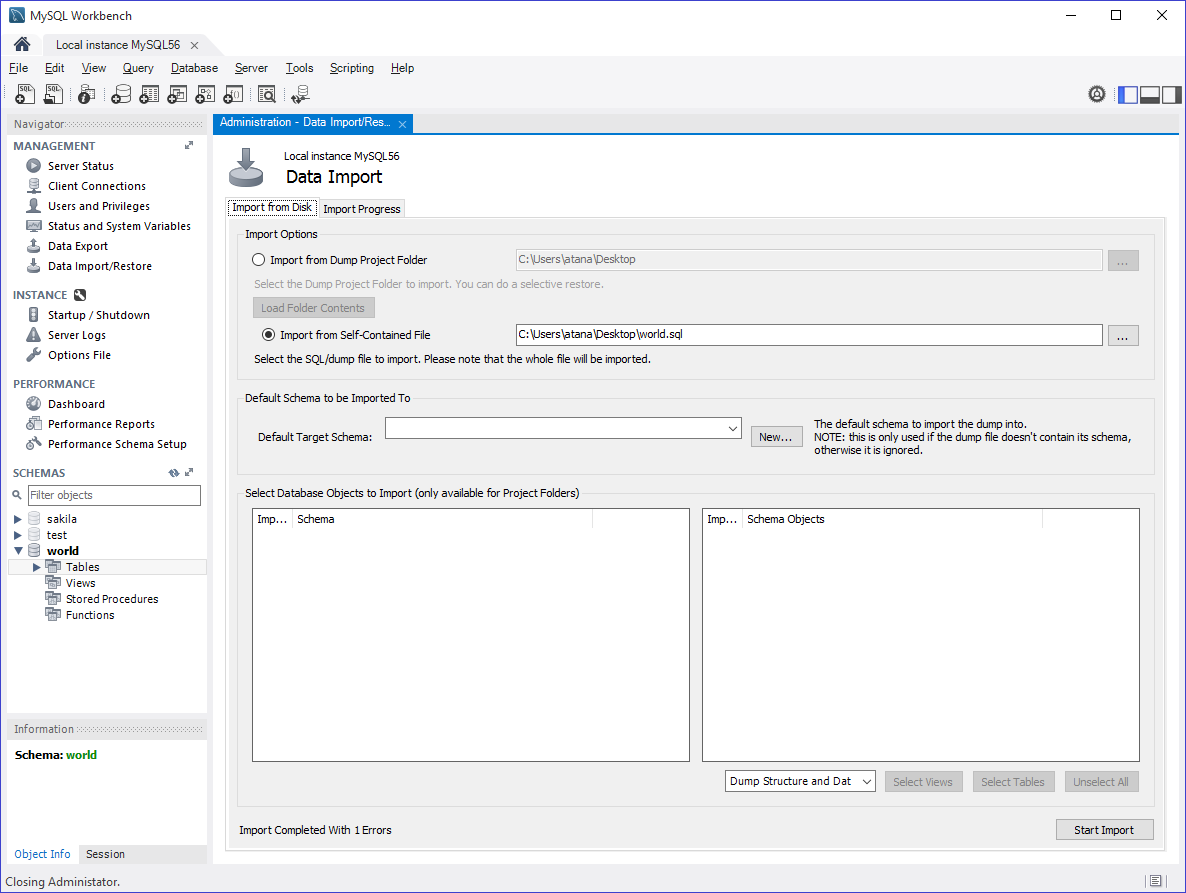 MySQL Workbench
Local instance MySQL56
File Edit View Query Database Server Tools Scripting Help
Navigator
MANAGEMENT
Server Status
Client Connections
Users and Privileges
Status and System Variables
Data Export
Data Import/Restore
INSTANCE
Startup / Shutdown
Server Logs
Options File
PERFORMANCE
Dashboard
Performance Reports
Performance Schema Setup
SCHEMAS
Filter objects
sakila
test
world
Tables
Views
Stored Procedures
Functions
Information
Schema: world
Object Info Session
Administration - Data Import/Res...
Local instance MySQL56
Data Import
Import from Disk Import Progress
Import Options
Import from Dump Project Folder C:\Users\atana\Desktop ...
Select the Dump Project Folder to import. You can do a selective restore.
Load Folder Contents
Import from Self-Contained File C:\Users\atana\Desktop\world.sql ...
Select the SQL/dump file to import. Please note that the whole file will be imported.
Default Schema to be Imported To
Default Target Schema: New...
The default schema to import the dump into.
NOTE: this is only used if the dump file doesn't contain its schema,
otherwise it is ignored.
Select Database Objects to Import (only available for Project Folders)
Imp... Schema
Imp... Schema Objects
Dump Structure and Dat Select Views Select Tables Unselect All
Import Completed With 1 Errors Start Import
Closing Administator.